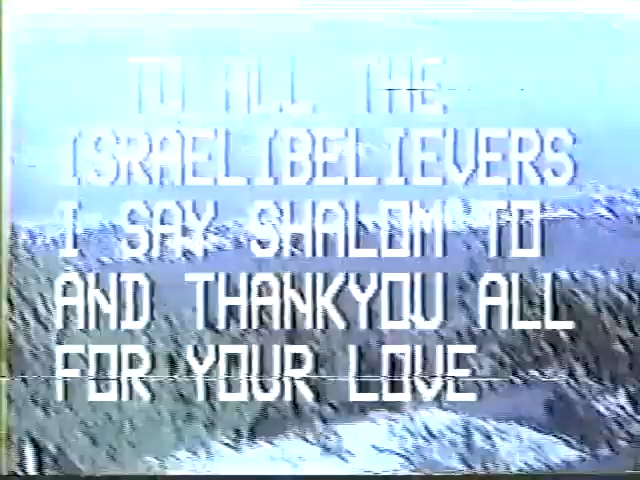 TO ALL THE
ISRAELIBELIEVERS
I SAY SHALOM TO
AND THANKYOU ALL
FOR YOUR LOVE